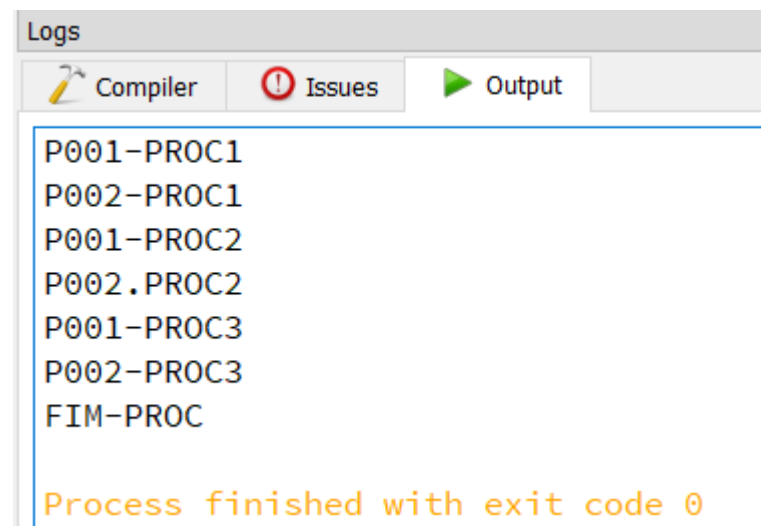 Logs
Compiler Issues Output
P001-PROC1
P002-PROC1
P001-PROC2
P002.PROC2
P001-PROC3
P002-PROC3
FIM-PROC
Process finished with exit code 0